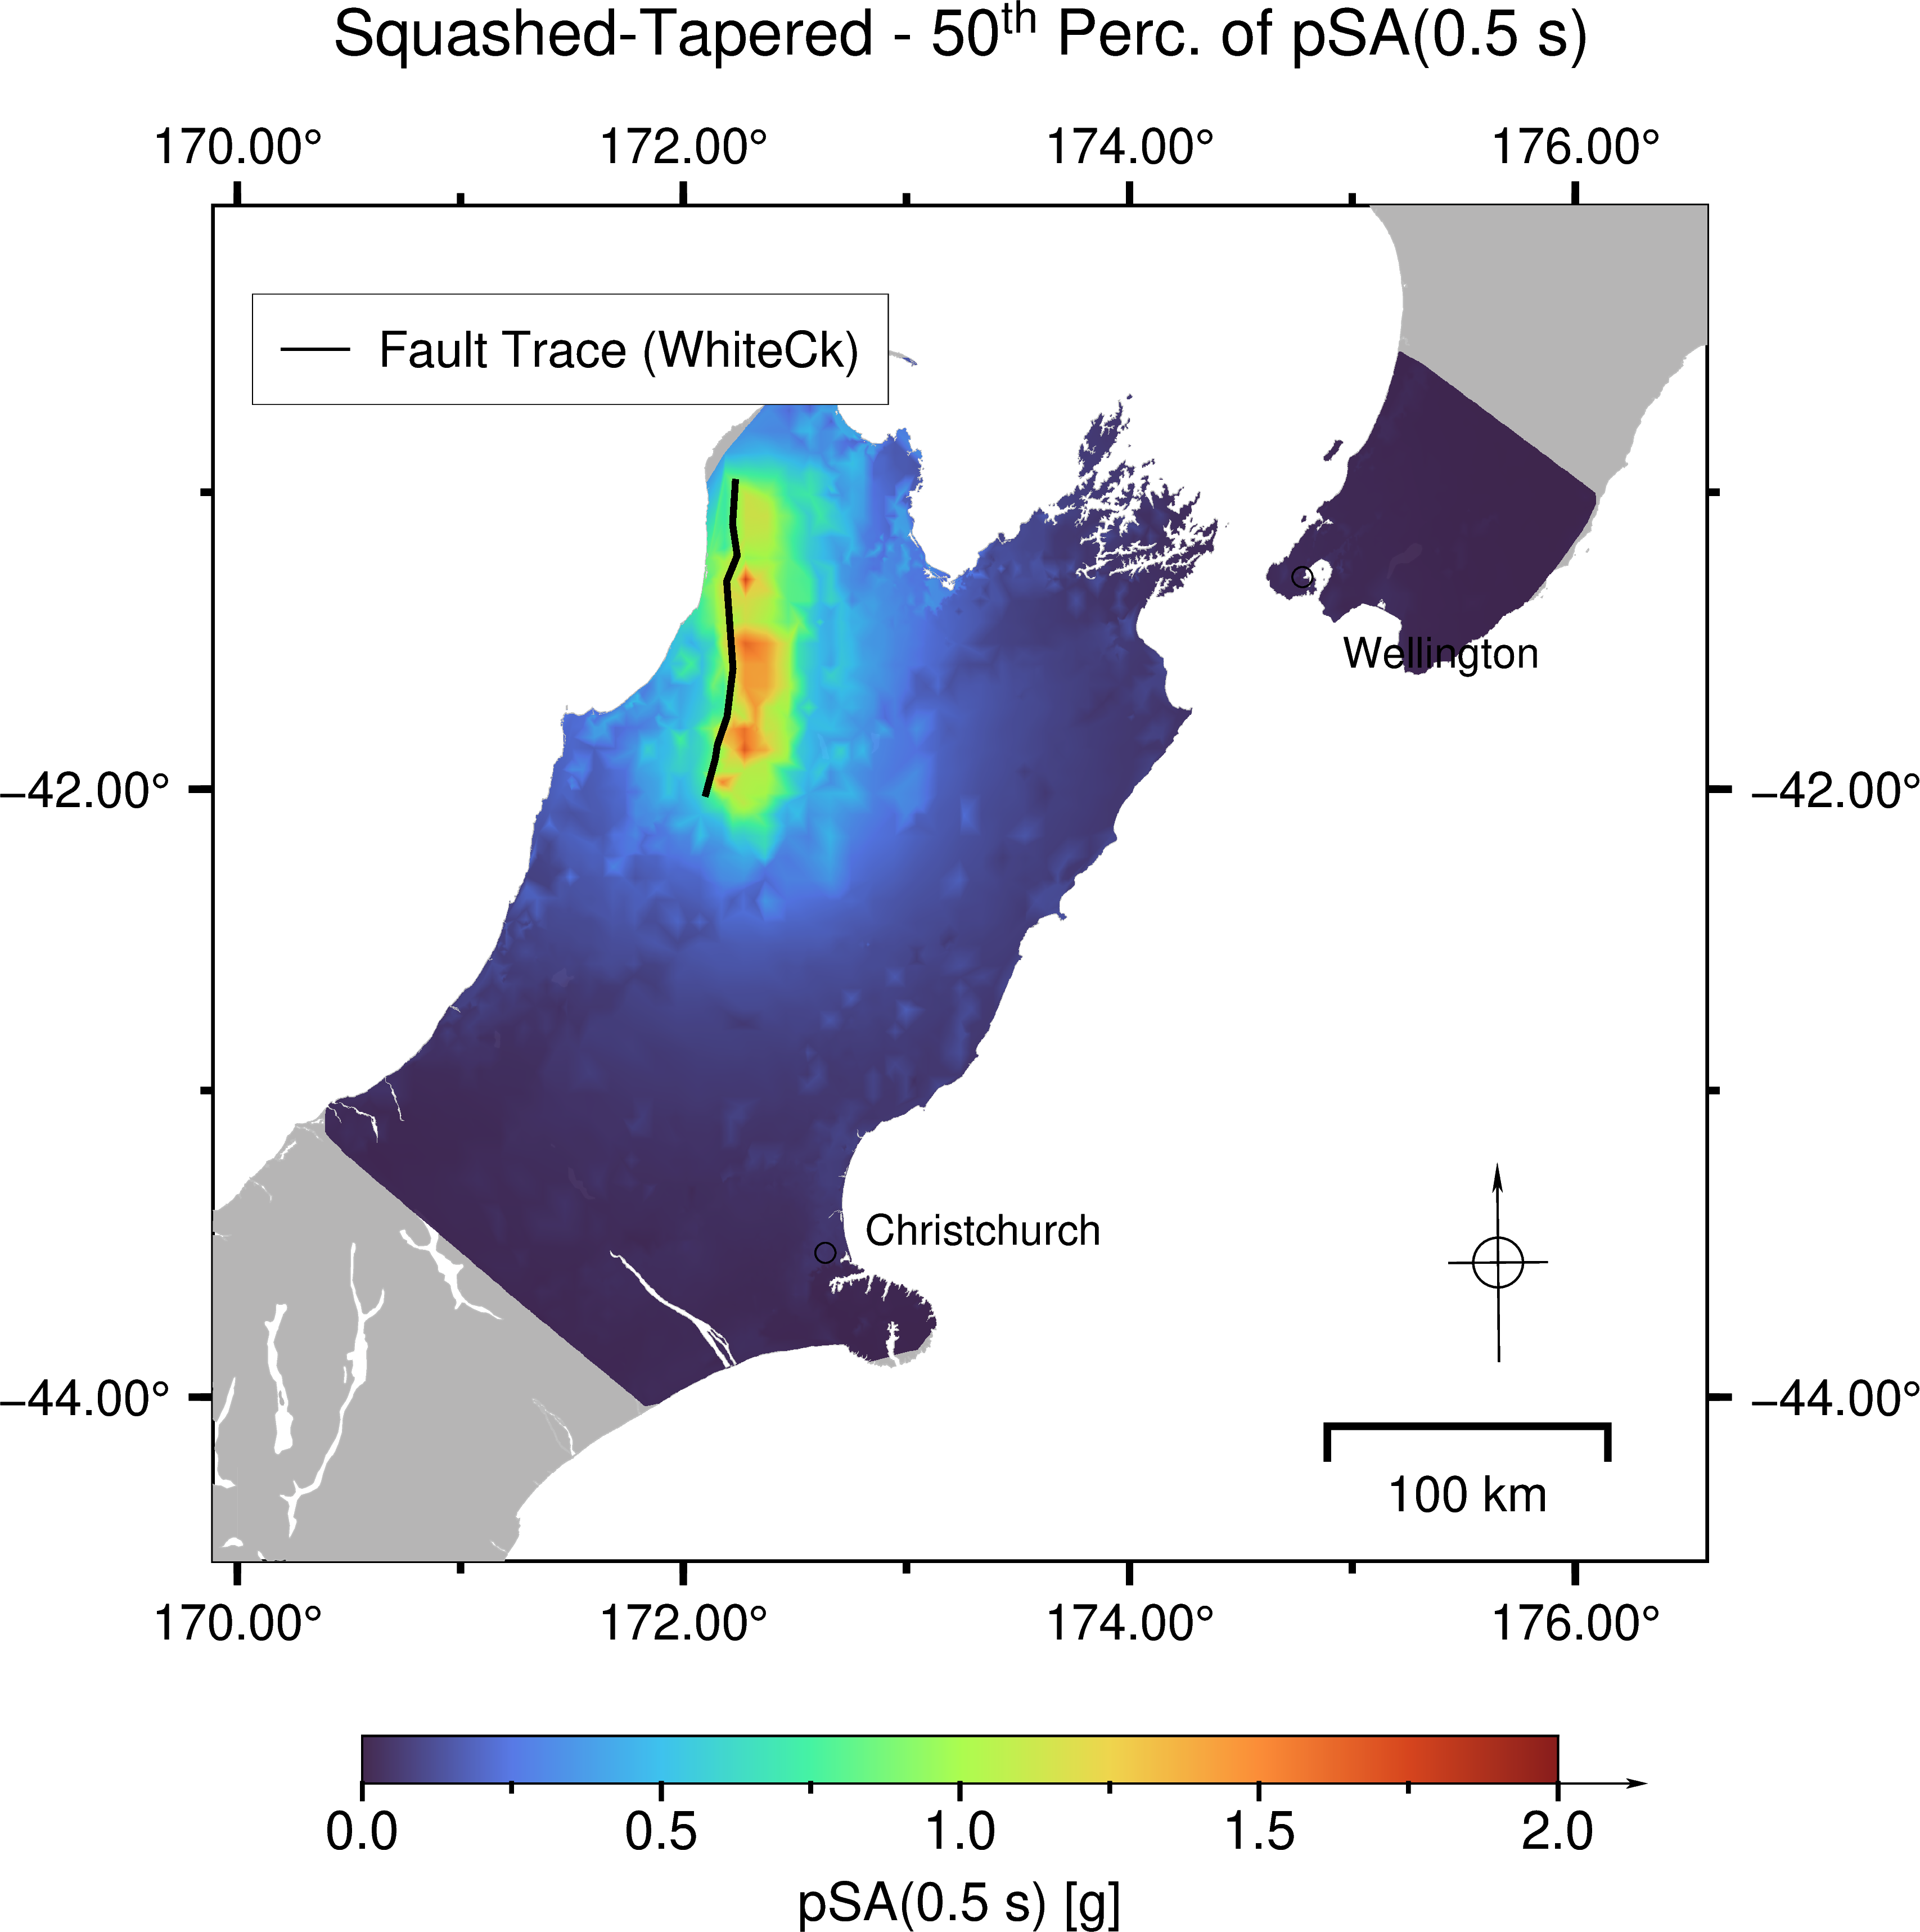 Squashed-Tapered - 50th Perc. of pSA(0.5 s)
170.00° 172.00° 174.00° 176.00°
Fault Trace (WhiteCk)
Wellington
−42.00° −42.00°
Christchurch
−44.00° −44.00°
100 km
170.00° 172.00° 174.00° 176.00°
0.0 0.5 1.0 1.5 2.0
pSA(0.5 s) [g]